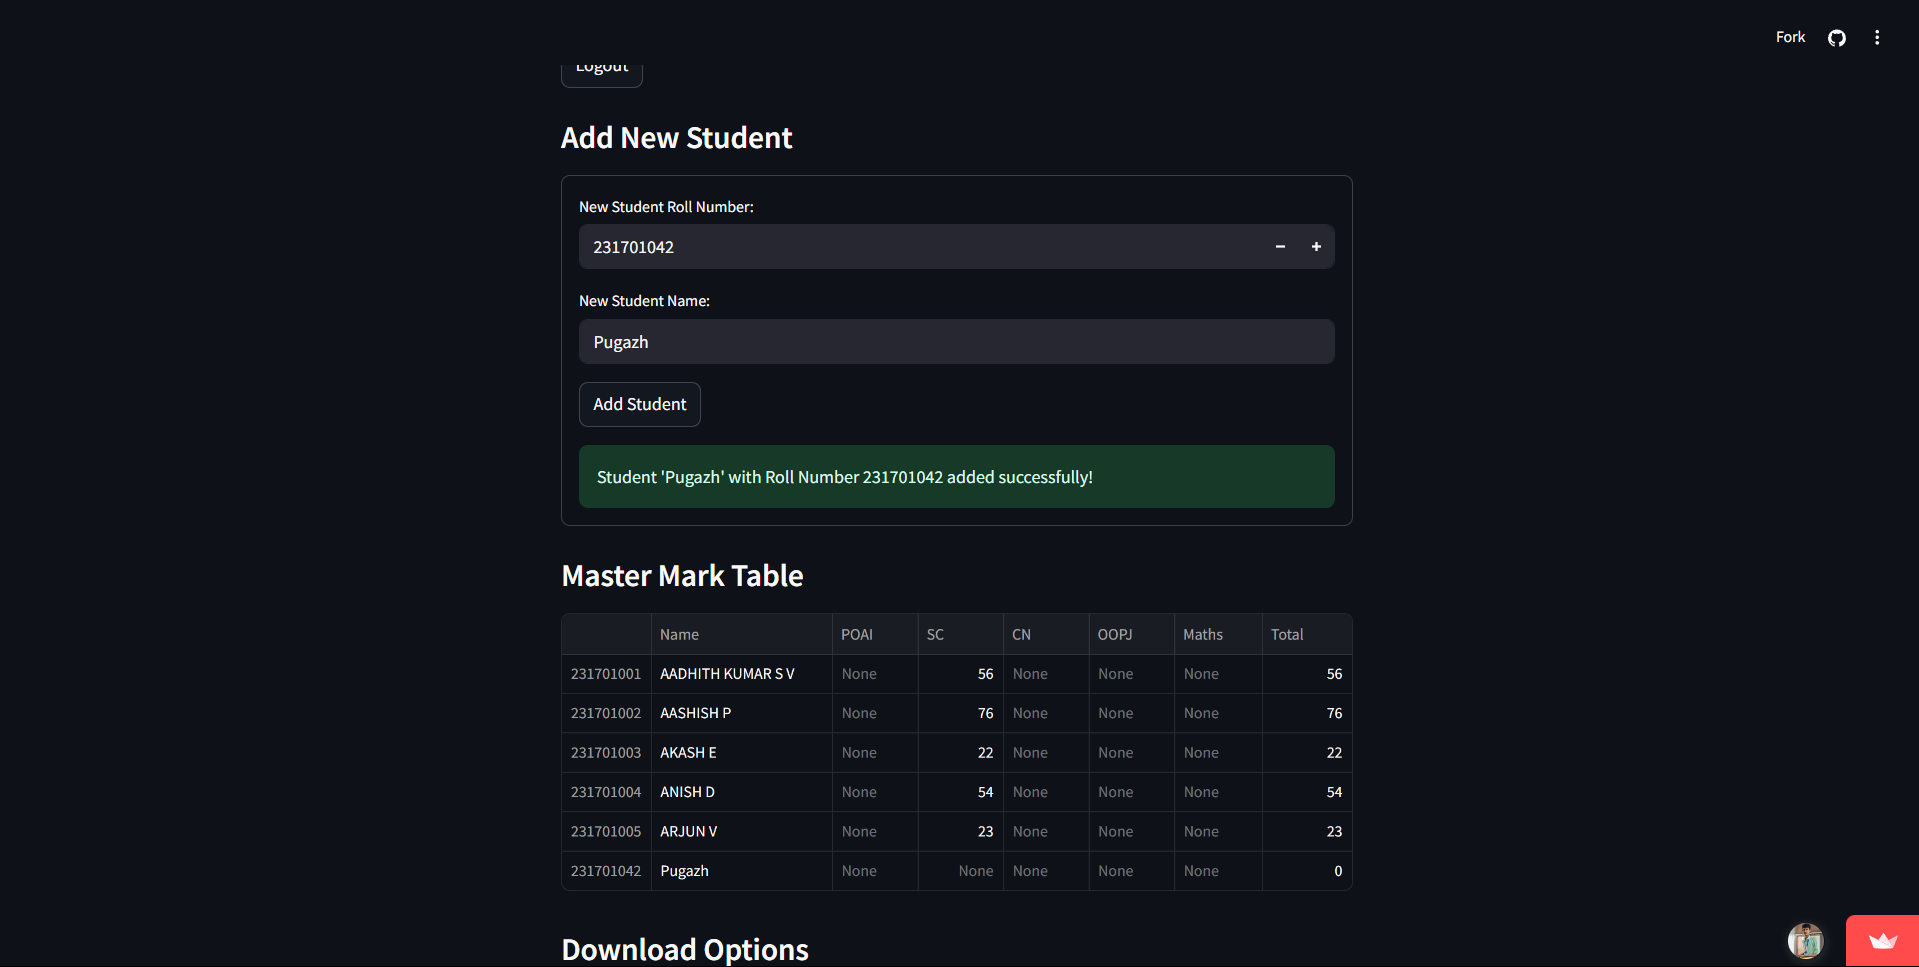 Fork
Logout
Add New Student
New Student Roll Number:
231701042
New Student Name:
Pugazh
Add Student
Student 'Pugazh' with Roll Number 231701042 added successfully!
Master Mark Table
Name POAI SC CN OOPJ Maths Total
231701001 AADHITH KUMAR S V None 56 None None None 56
231701002 AASHISH P None 76 None None None 76
231701003 AKASH E None 22 None None None 22
231701004 ANISH D None 54 None None None 54
231701005 ARJUN V None 23 None None None 23
231701042 Pugazh None None None None None 0
Download Options